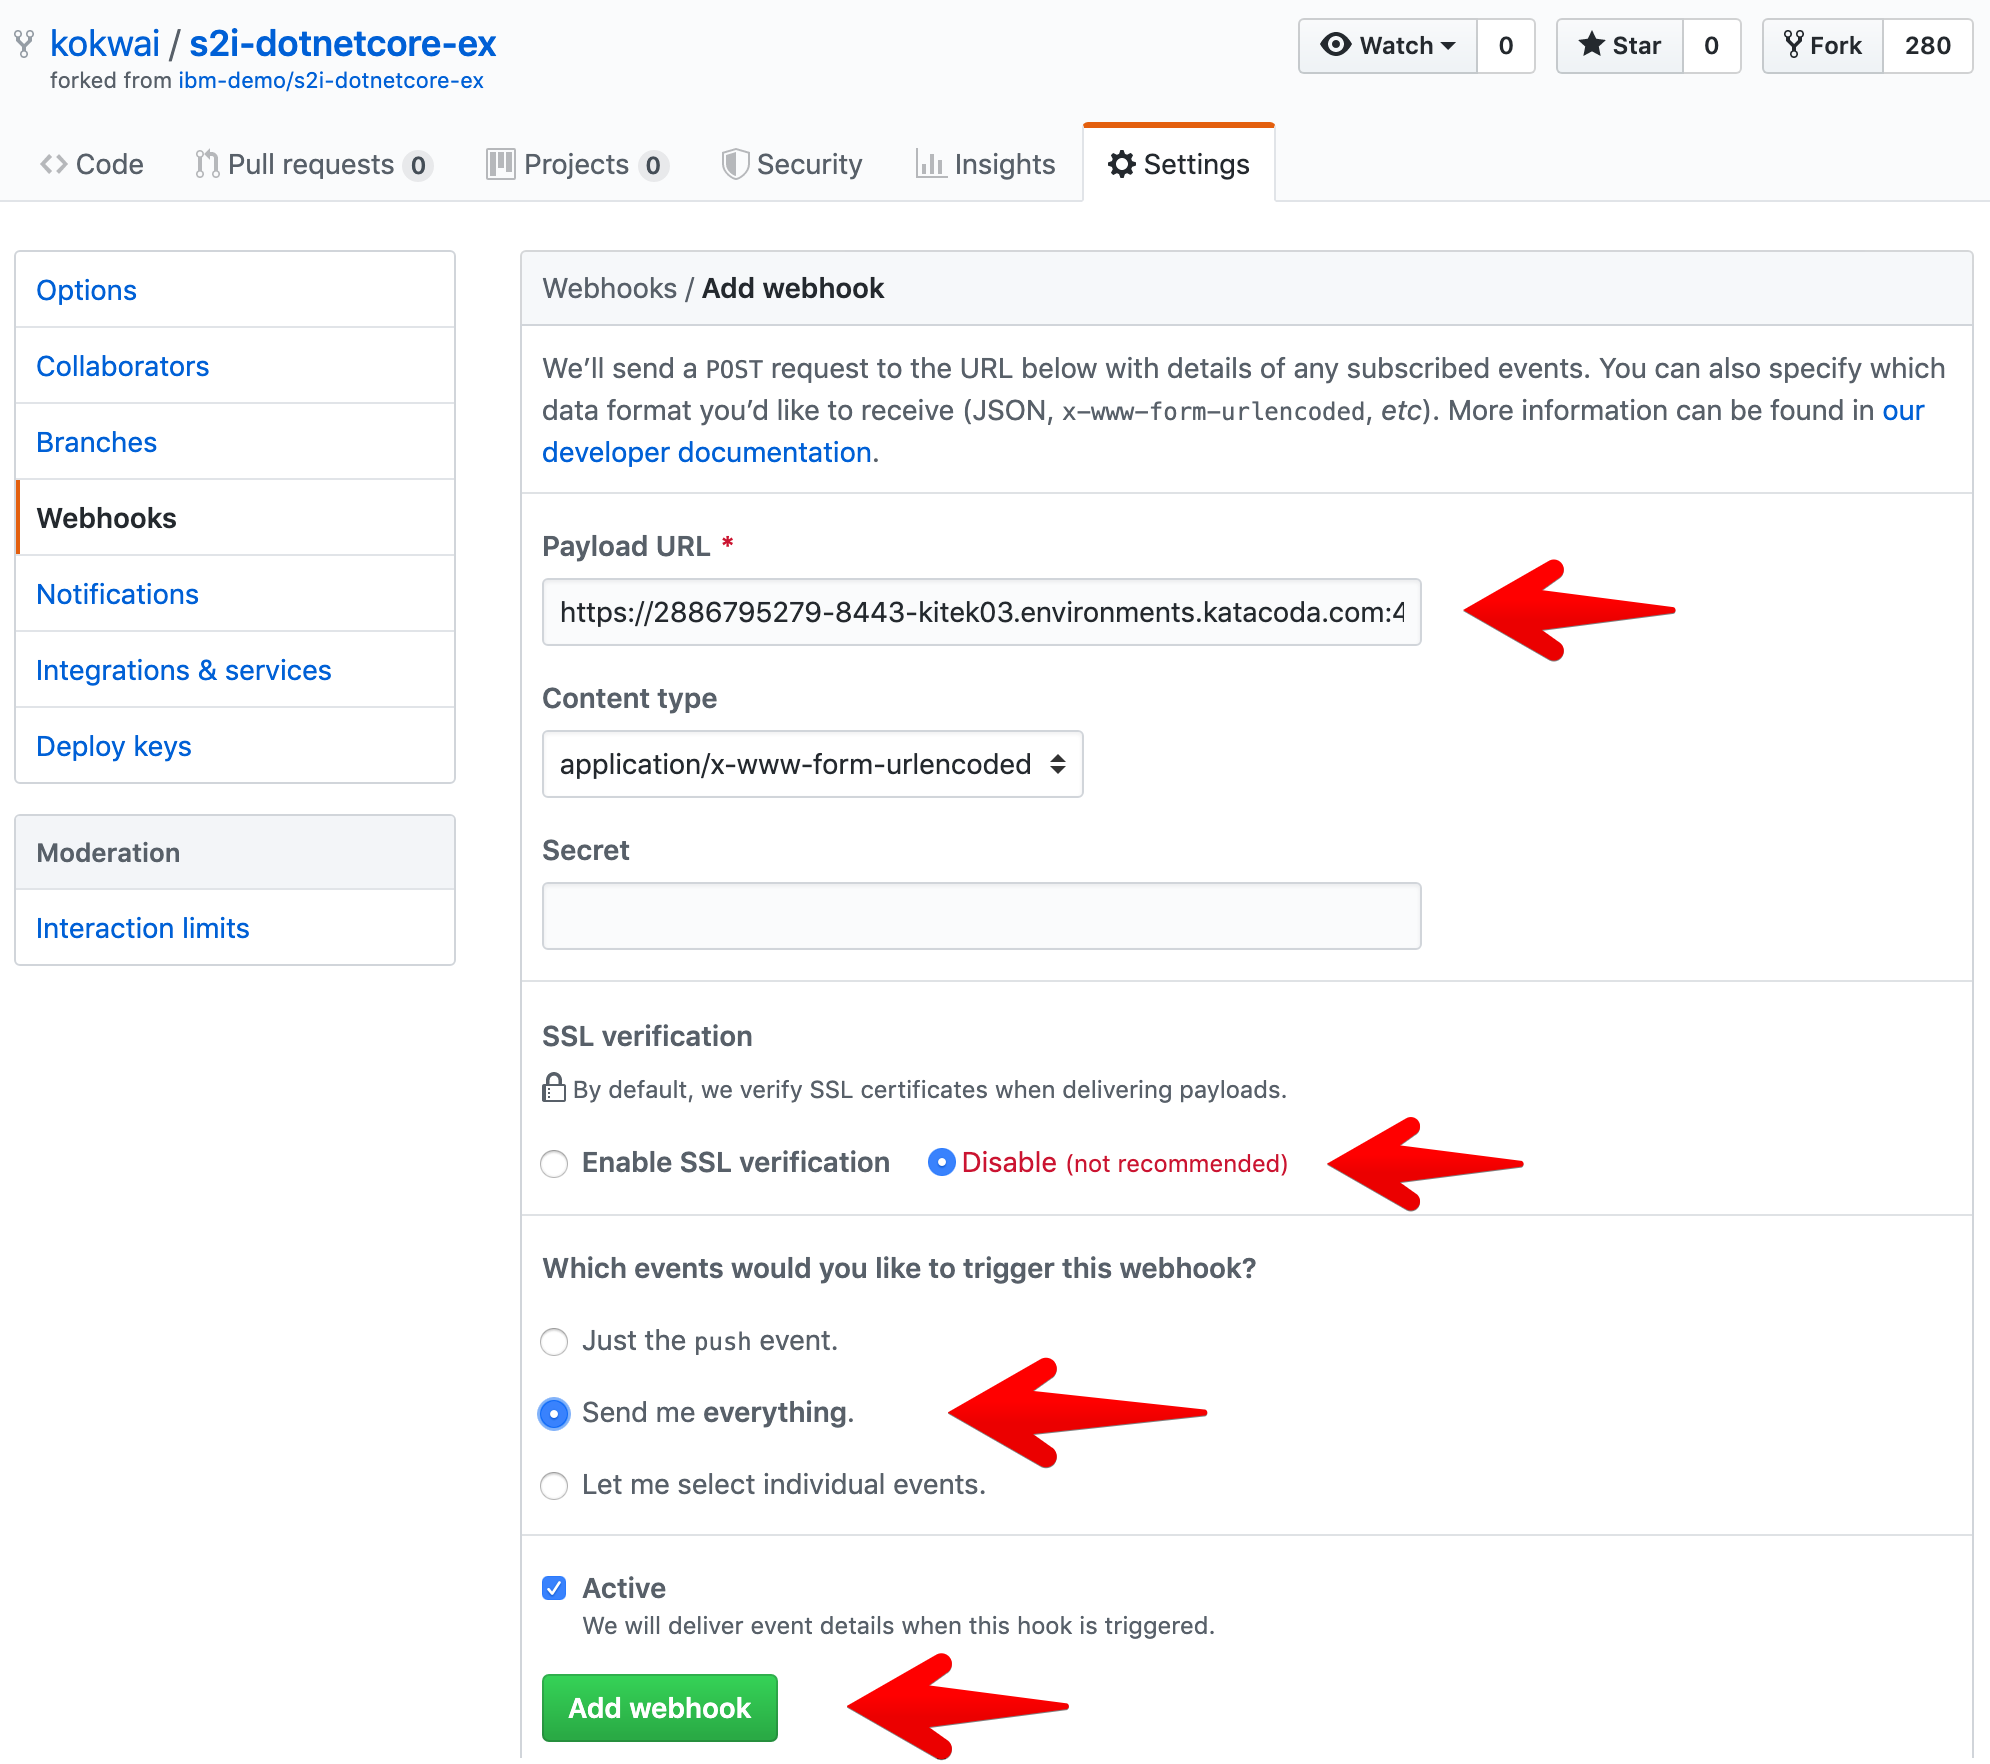 kokwai / s2i-dotnetcore-ex
forked from ibm-demo/s2i-dotnetcore-ex
Watch 0 Star 0 Fork 280
Code Pull requests 0 Projects 0 Security Insights Settings
Options
Collaborators
Branches
Webhooks
Notifications
Integrations & services
Deploy keys
Moderation
Interaction limits
Webhooks / Add webhook
We’ll send a POST request to the URL below with details of any subscribed events. You can also specify which
data format you’d like to receive (JSON, x-www-form-urlencoded, etc). More information can be found in our
developer documentation.
Payload URL *
https://2886795279-8443-kitek03.environments.katacoda.com:4
Content type
application/x-www-form-urlencoded
Secret
SSL verification
By default, we verify SSL certificates when delivering payloads.
Enable SSL verification Disable (not recommended)
Which events would you like to trigger this webhook?
Just the push event.
Send me everything.
Let me select individual events.
Active
We will deliver event details when this hook is triggered.
Add webhook